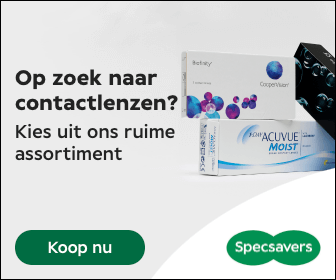 Op zoek naar
contactlenzen?
Kies uit ons ruime
assortiment
Biofinity®
CooperVision®
1-DAY ACUVUE
MOIST
Koop nu
Specsavers